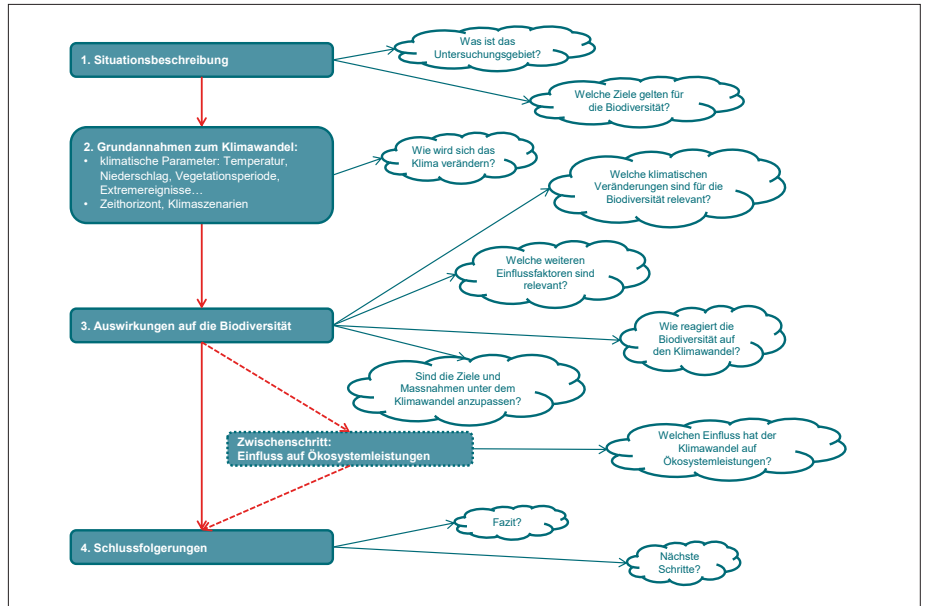 1. Situationsbeschreibung
Was ist das
Untersuchungsgebiet?
Welche Ziele gelten für
die Biodiversität?
2. Grundannahmen zum Klimawandel:
• klimatische Parameter: Temperatur,
Niederschlag, Vegetationsperiode,
Extremereignisse…
• Zeithorizont, Klimaszenarien
Wie wird sich das
Klima verändern?
Welche klimatischen
Veränderungen sind für die
Biodiversität relevant?
Welche weiteren
Einflussfaktoren sind
relevant?
3. Auswirkungen auf die Biodiversität
Wie reagiert die
Biodiversität auf
den Klimawandel?
Sind die Ziele und
Massnahmen unter dem
Klimawandel anzupassen?
Zwischenschritt:
Einfluss auf Ökosystemleistungen
Welchen Einfluss hat der
Klimawandel auf
Ökosystemleistungen?
4. Schlussfolgerungen
Fazit?
Nächste
Schritte?